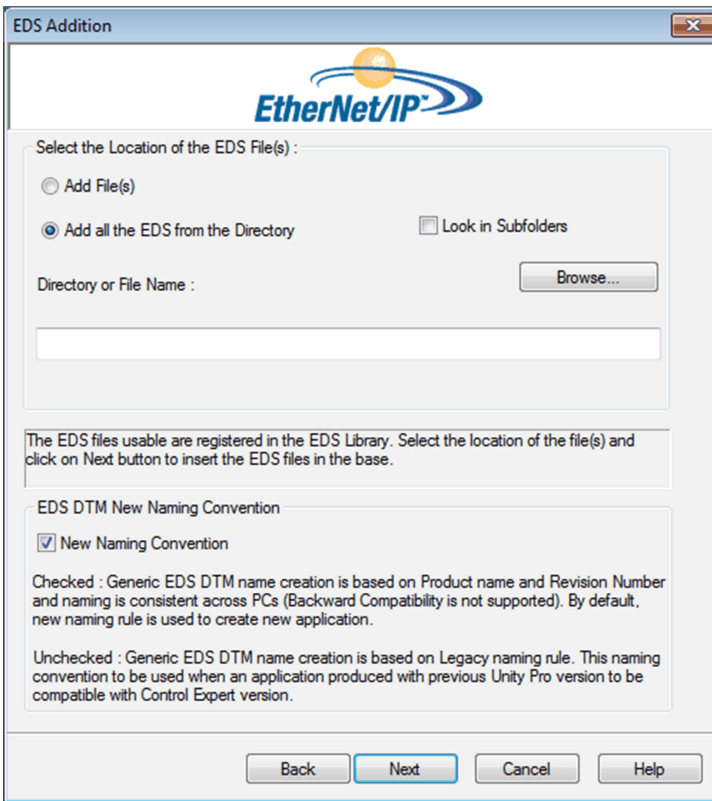 EDS Addition
EtherNet/IP™
Select the Location of the EDS File(s) :
Add File(s)
Add all the EDS from the Directory
Look in Subfolders
Directory or File Name :
Browse...
The EDS files usable are registered in the EDS Library. Select the location of the file(s) and
click on Next button to insert the EDS files in the base.
EDS DTM New Naming Convention
New Naming Convention
Checked : Generic EDS DTM name creation is based on Product name and Revision Number
and naming is consistent across PCs (Backward Compatibility is not supported). By default,
new naming rule is used to create new application.
Unchecked : Generic EDS DTM name creation is based on Legacy naming rule. This naming
convention to be used when an application produced with previous Unity Pro version to be
compatible with Control Expert version.
Back
Next
Cancel
Help